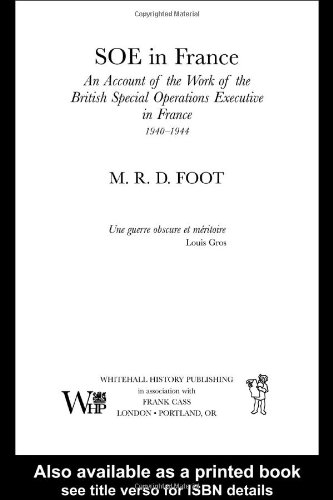 SOE in France
An Account of the Work of the
British Special Operations Executive
in France
1940–1944
M. R. D. FOOT
Une guerre obscure et méritoire
Louis Gros
WHITEHALL HISTORY PUBLISHING
in association with
FRANK CASS
LONDON • PORTLAND, OR
WHP
Also available as a printed book
see title verso for ISBN details